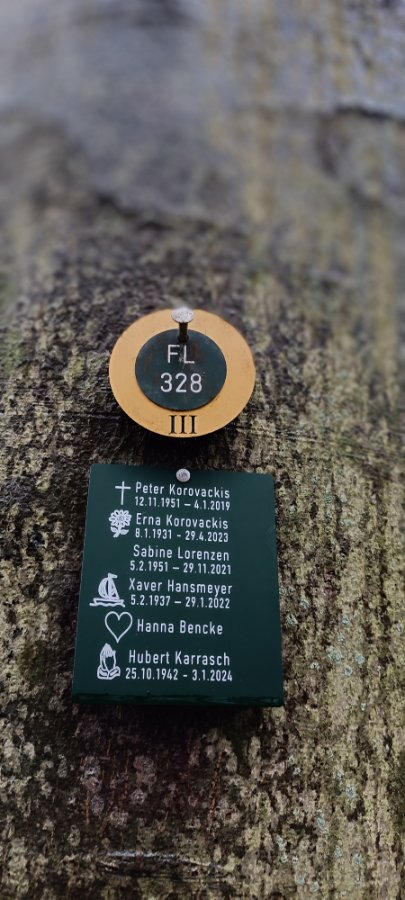 FL
328
III
Peter Korovackis
12.11.1951 – 4.1.2019
Erna Korovackis
8.1.1931 - 29.4.2023
Sabine Lorenzen
5.2.1951 – 29.11.2021
Xaver Hansmeyer
5.2.1937 – 29.1.2022
Hanna Bencke
Hubert Karrasch
25.10.1942 - 3.1.2024